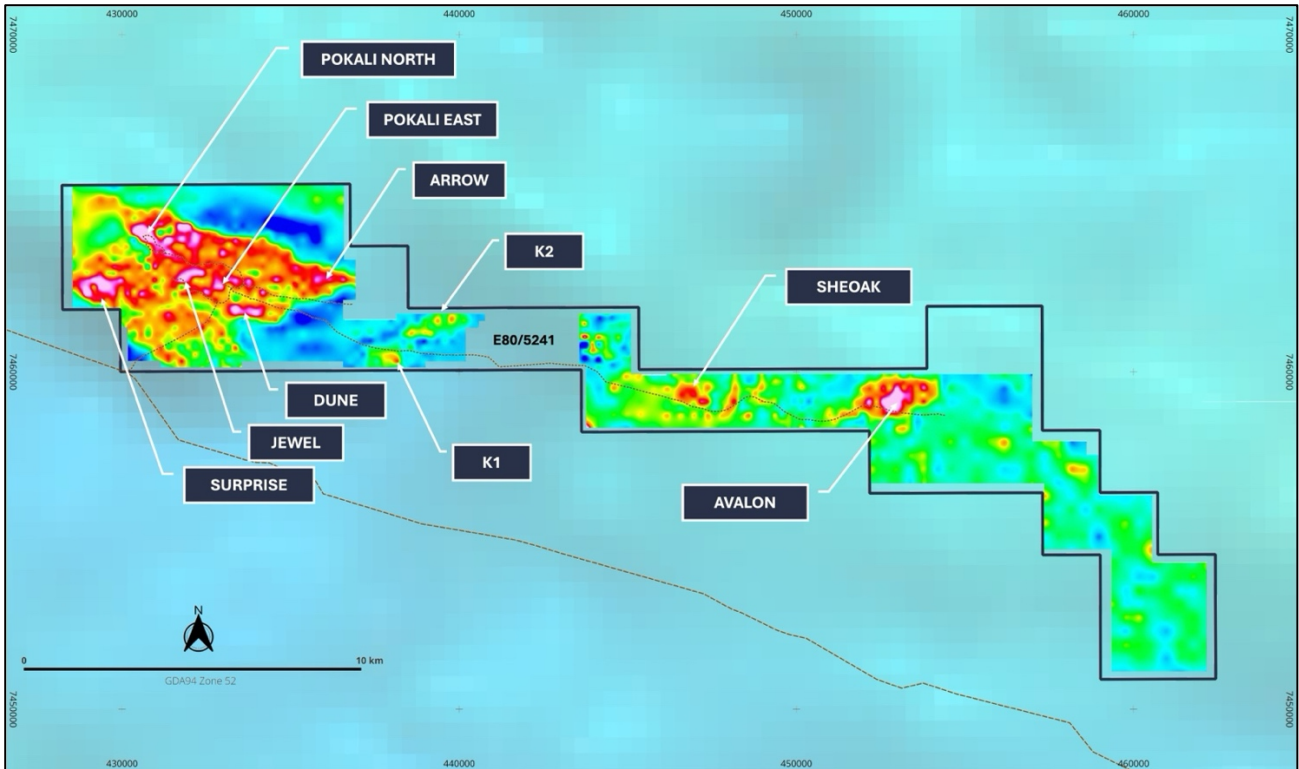 430000
440000
450000
460000
7470000
7470000
POKALI NORTH
POKALI EAST
ARROW
K2
SHEOAK
E80/5241
7460000
7460000
DUNE
JEWEL
K1
SURPRISE
AVALON
N
0
10 km
GDA94 Zone 52
7450000
7450000
430000
440000
450000
460000